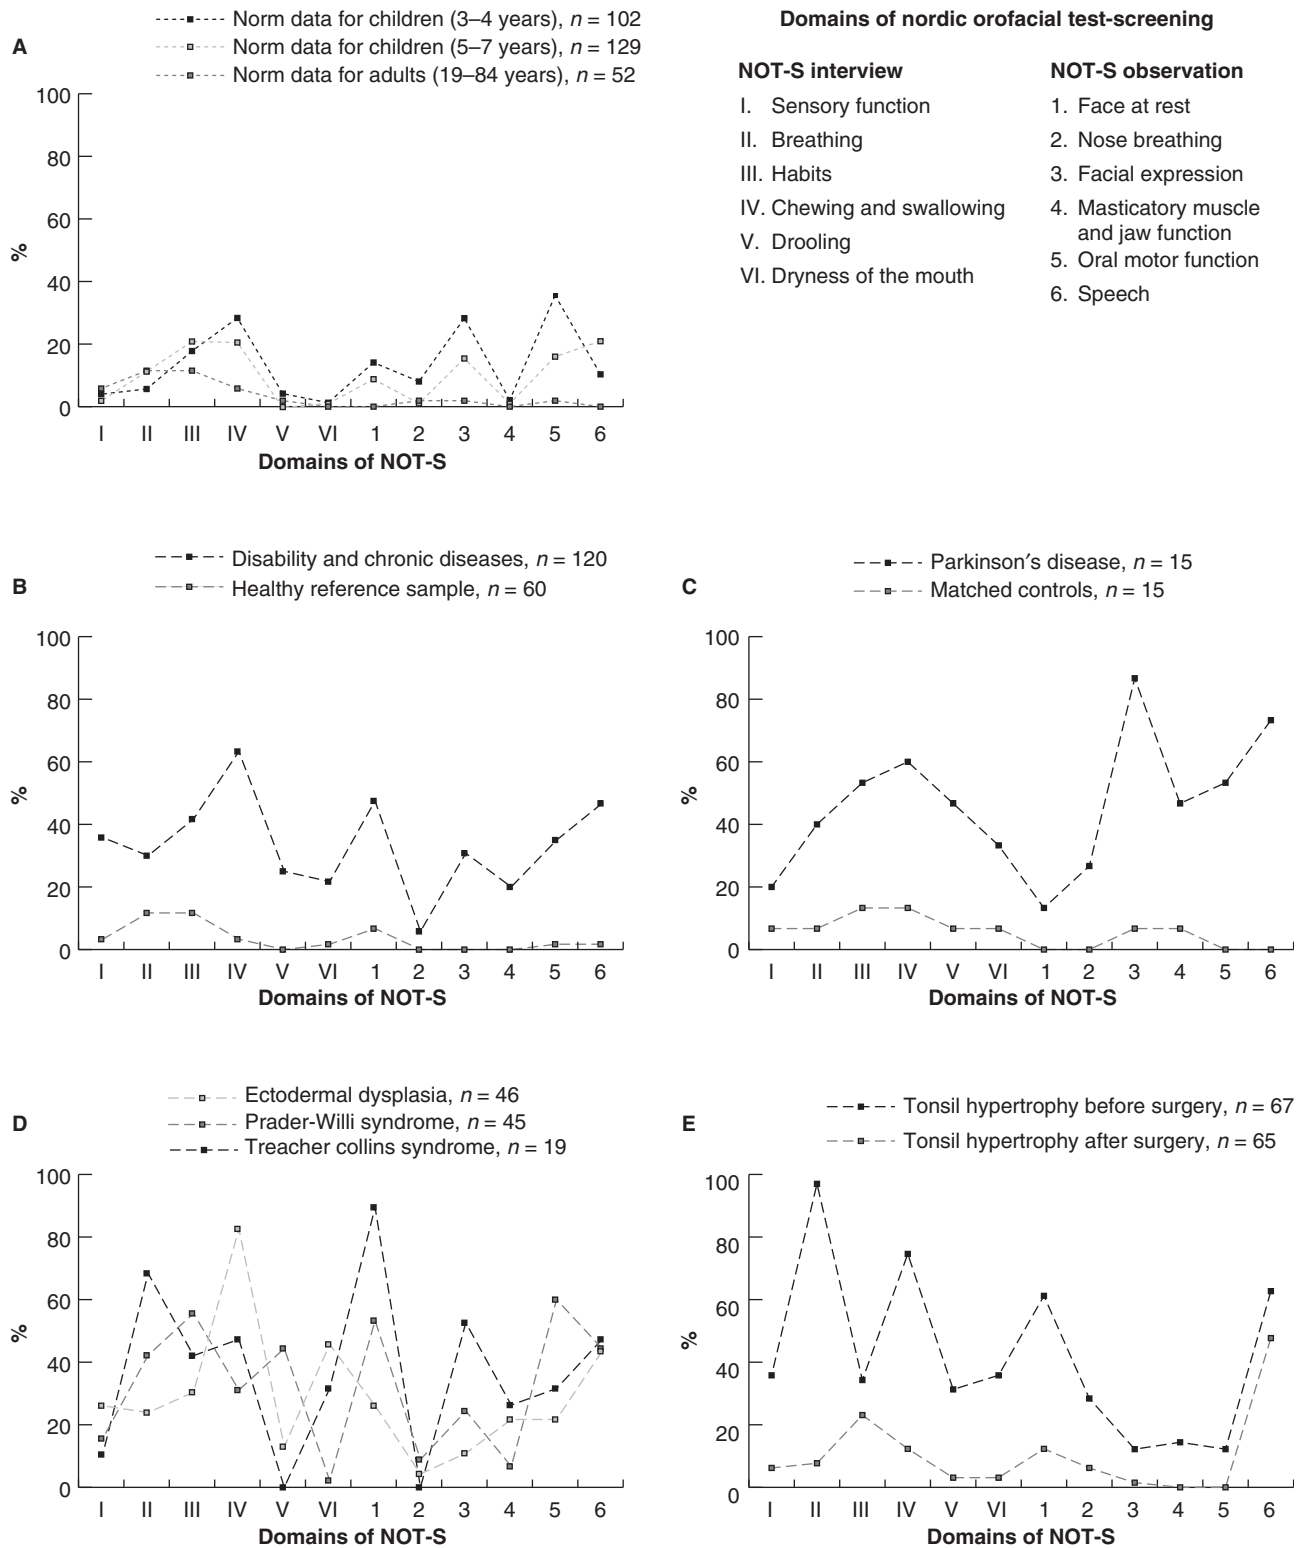 A
Norm data for children (3–4 years), n = 102
Norm data for children (5–7 years), n = 129
Norm data for adults (19–84 years), n = 52
100
80
60
40
20
0
%
I II III IV V VI 1 2 3 4 5 6
Domains of NOT-S
Domains of nordic orofacial test-screening
NOT-S interview
I. Sensory function
II. Breathing
III. Habits
IV. Chewing and swallowing
V. Drooling
VI. Dryness of the mouth
NOT-S observation
1. Face at rest
2. Nose breathing
3. Facial expression
4. Masticatory muscle
and jaw function
5. Oral motor function
6. Speech
B
Disability and chronic diseases, n = 120
Healthy reference sample, n = 60
100
80
60
40
20
0
%
I II III IV V VI 1 2 3 4 5 6
Domains of NOT-S
C
Parkinson's disease, n = 15
Matched controls, n = 15
100
80
60
40
20
0
%
I II III IV V VI 1 2 3 4 5 6
Domains of NOT-S
D
Ectodermal dysplasia, n = 46
Prader-Willi syndrome, n = 45
Treacher collins syndrome, n = 19
100
80
60
40
20
0
%
I II III IV V VI 1 2 3 4 5 6
Domains of NOT-S
E
Tonsil hypertrophy before surgery, n = 67
Tonsil hypertrophy after surgery, n = 65
100
80
60
40
20
0
%
I II III IV V VI 1 2 3 4 5 6
Domains of NOT-S